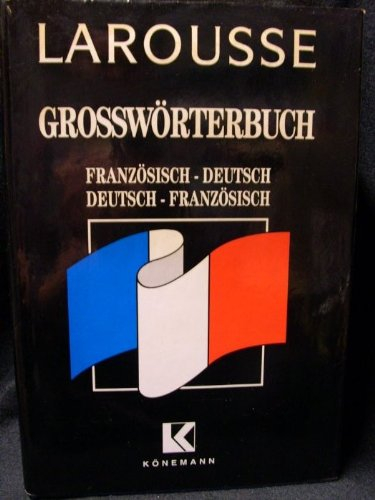 LAROUSSE
GROSSWÖRTERBUCH
FRANZÖSISCH - DEUTSCH
DEUTSCH - FRANZÖSISCH
K
KÖNEMANN